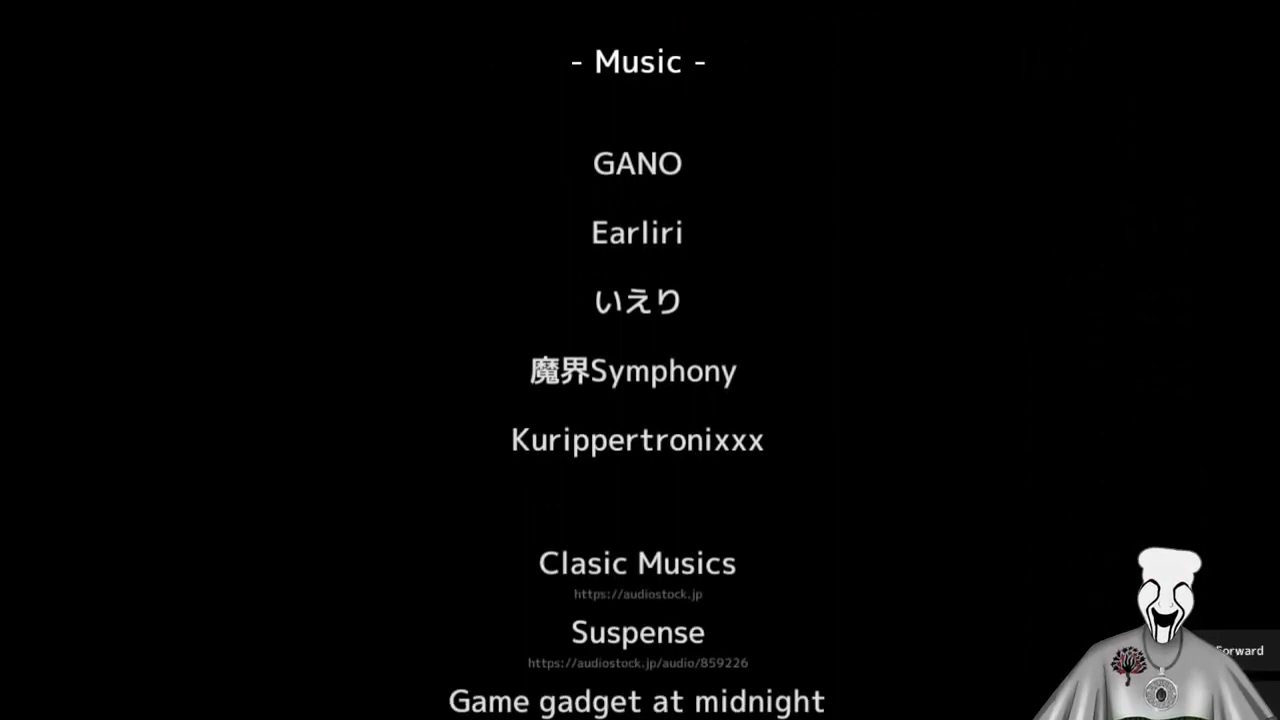 - Music -
GANO
Earliri
いえり
魔界Symphony
Kurippertronixxx
Clasic Musics
https://audiostock.jp
Suspense
https://audiostock.jp/audio/859226
Game gadget at midnight
Forward